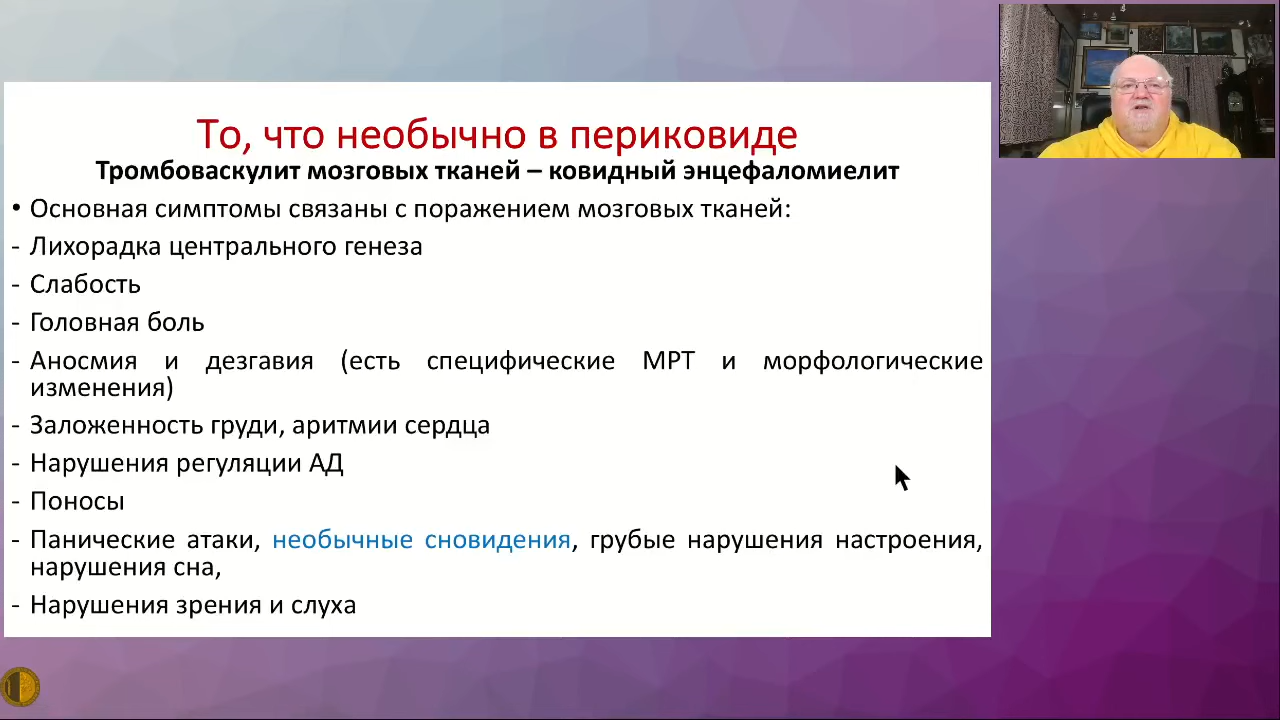 То, что необычно в периковиде
Тромбоваскулит мозговых тканей – ковидный энцефаломиелит
• Основная симптомы связаны с поражением мозговых тканей:
- Лихорадка центрального генеза
- Слабость
- Головная боль
- Аносмия и дезгавия (есть специфические МРТ и морфологические
изменения)
- Заложенность груди, аритмии сердца
- Нарушения регуляции АД
- Поносы
- Панические атаки, необычные сновидения, грубые нарушения настроения,
нарушения сна,
- Нарушения зрения и слуха